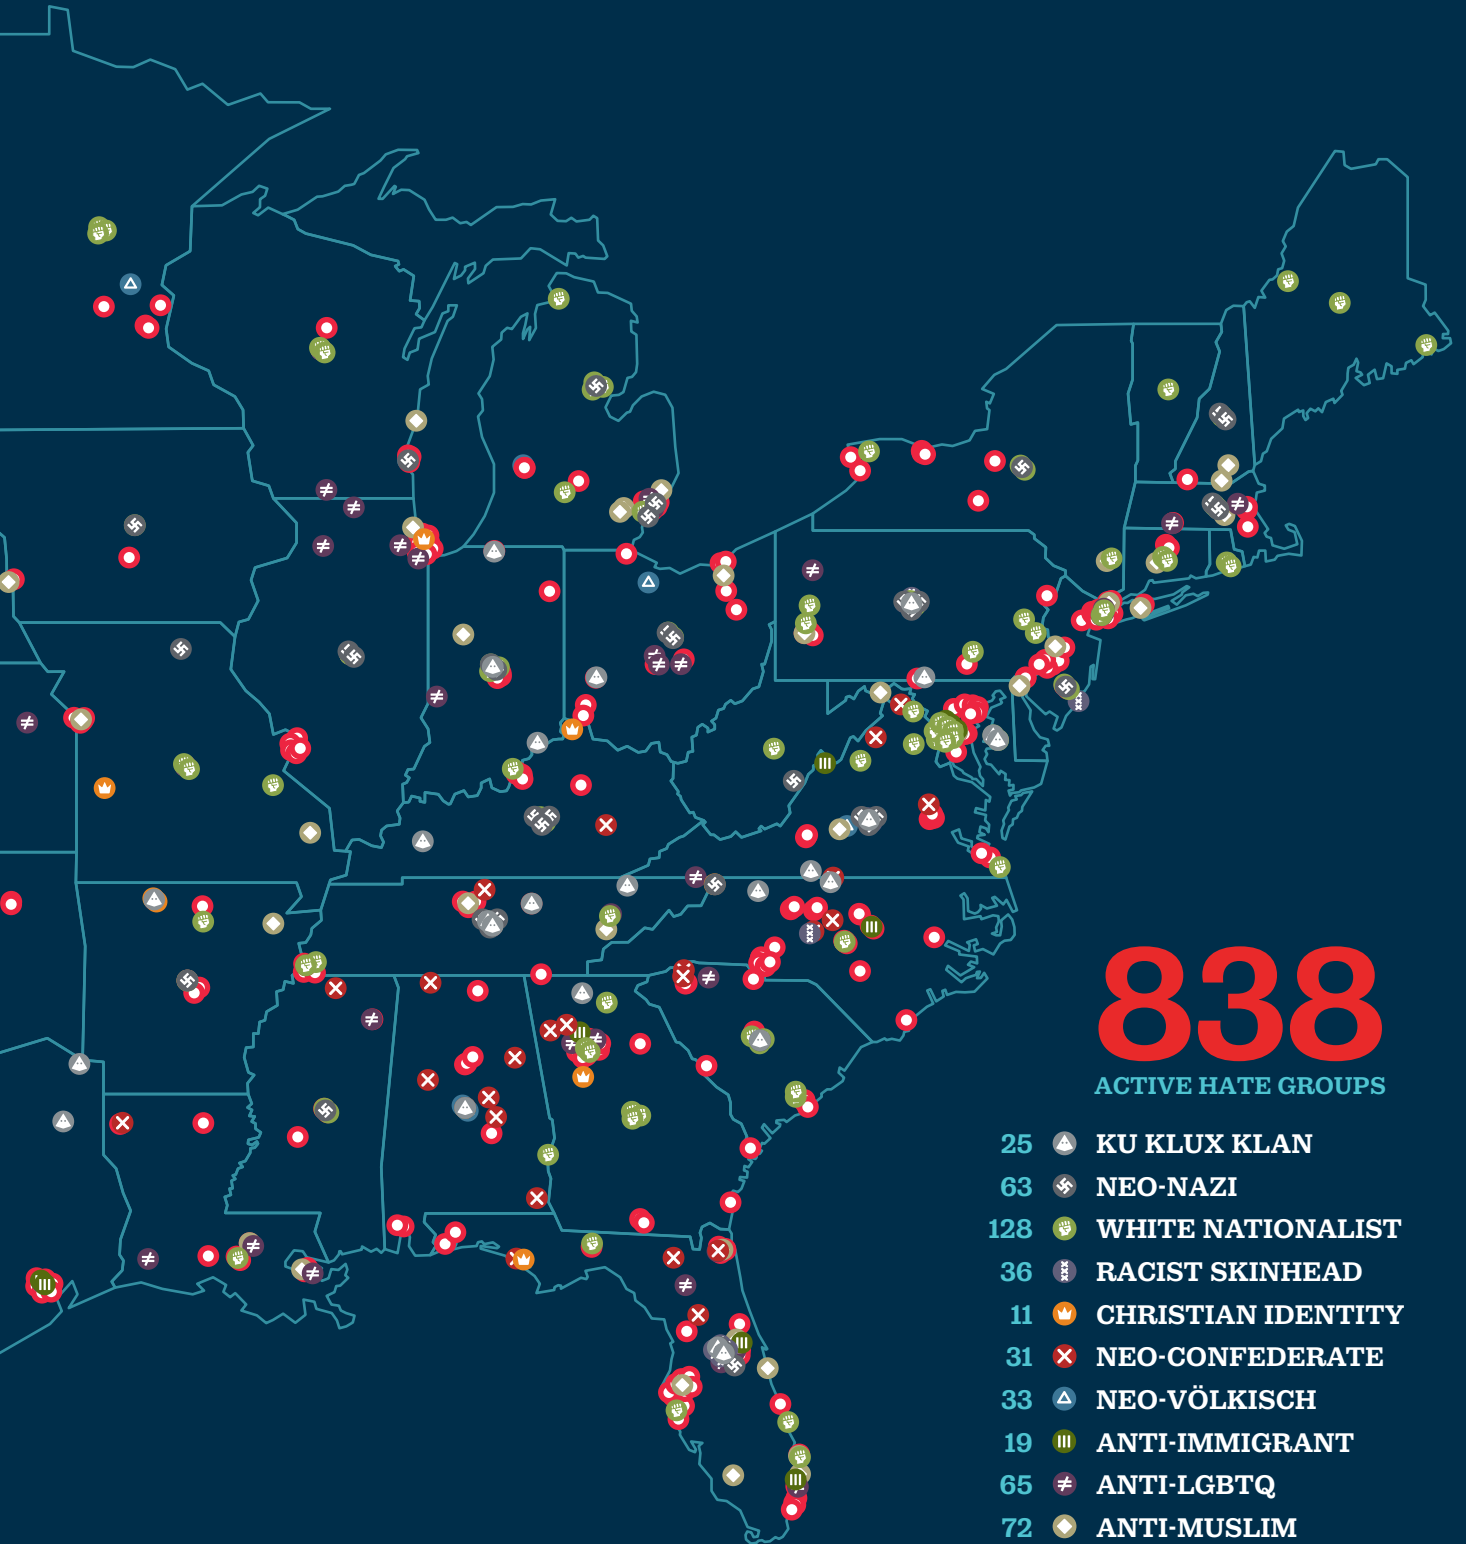 838
ACTIVE HATE GROUPS
25 KU KLUX KLAN
63 NEO-NAZI
128 WHITE NATIONALIST
36 RACIST SKINHEAD
11 CHRISTIAN IDENTITY
31 NEO-CONFEDERATE
33 NEO-VÖLKISCH
19 ANTI-IMMIGRANT
65 ANTI-LGBTQ
72 ANTI-MUSLIM